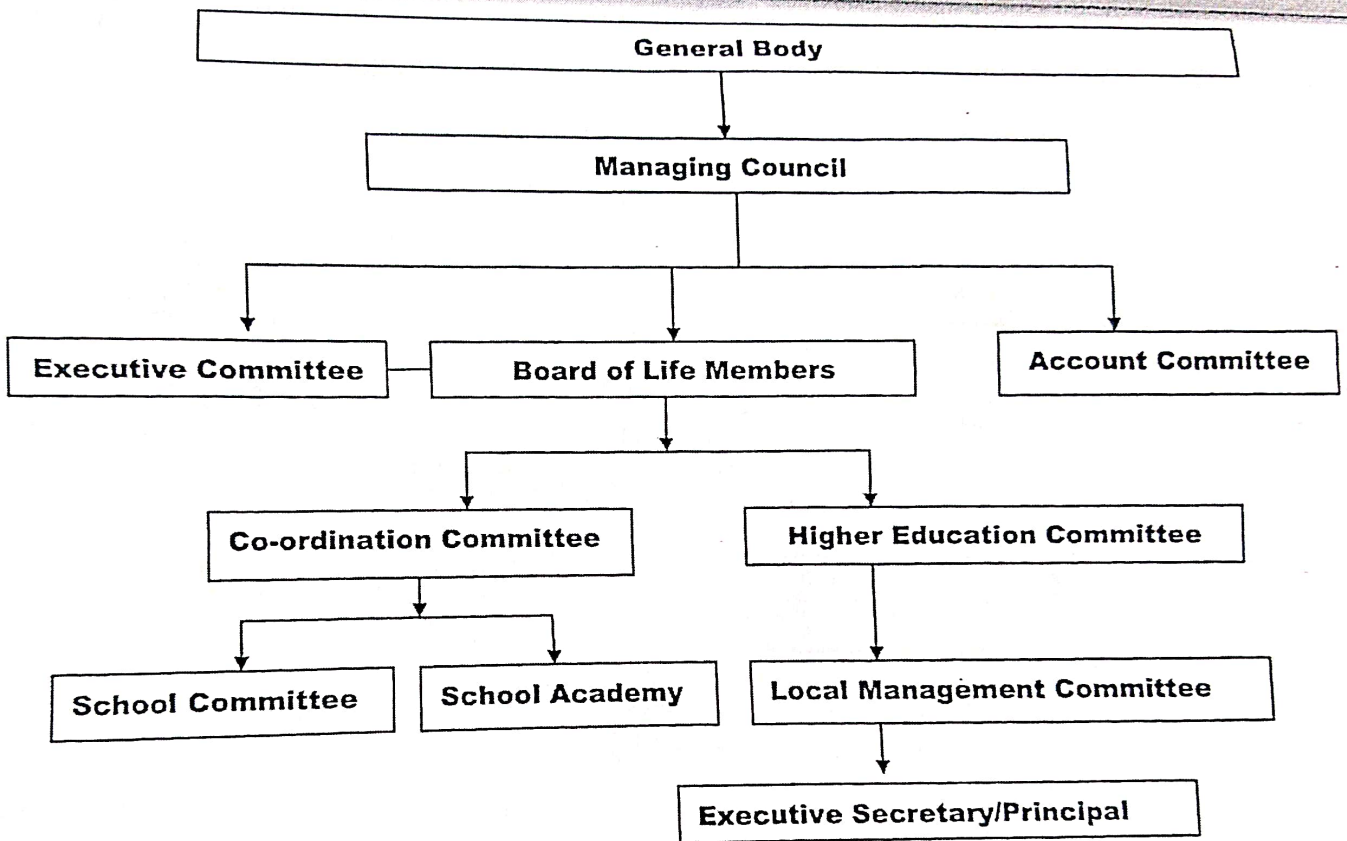 General Body
Managing Council
Executive Committee
Board of Life Members
Account Committee
Co-ordination Committee
Higher Education Committee
School Committee
School Academy
Local Management Committee
Executive Secretary/Principal